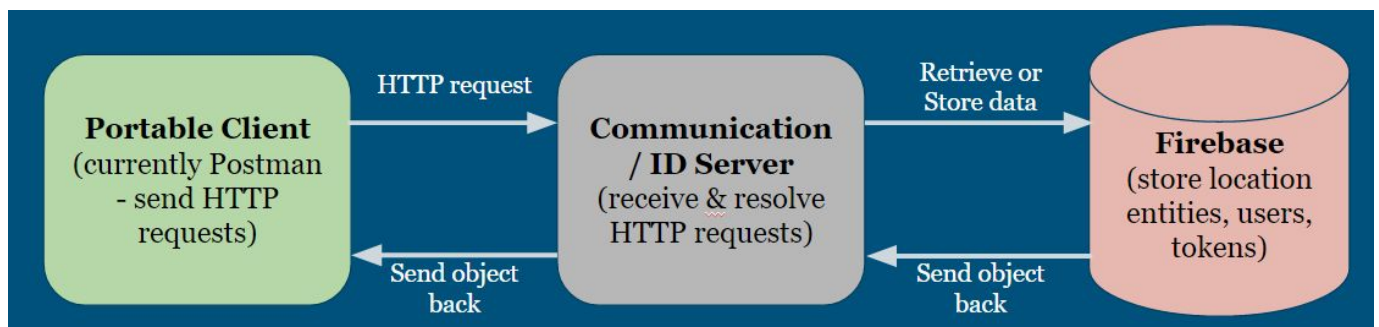 Portable Client
(currently Postman
- send HTTP
requests)
HTTP request
Send object
back
Communication
/ ID Server
(receive & resolve
HTTP requests)
Retrieve or
Store data
Send object
back
Firebase
(store location
entities, users,
tokens)